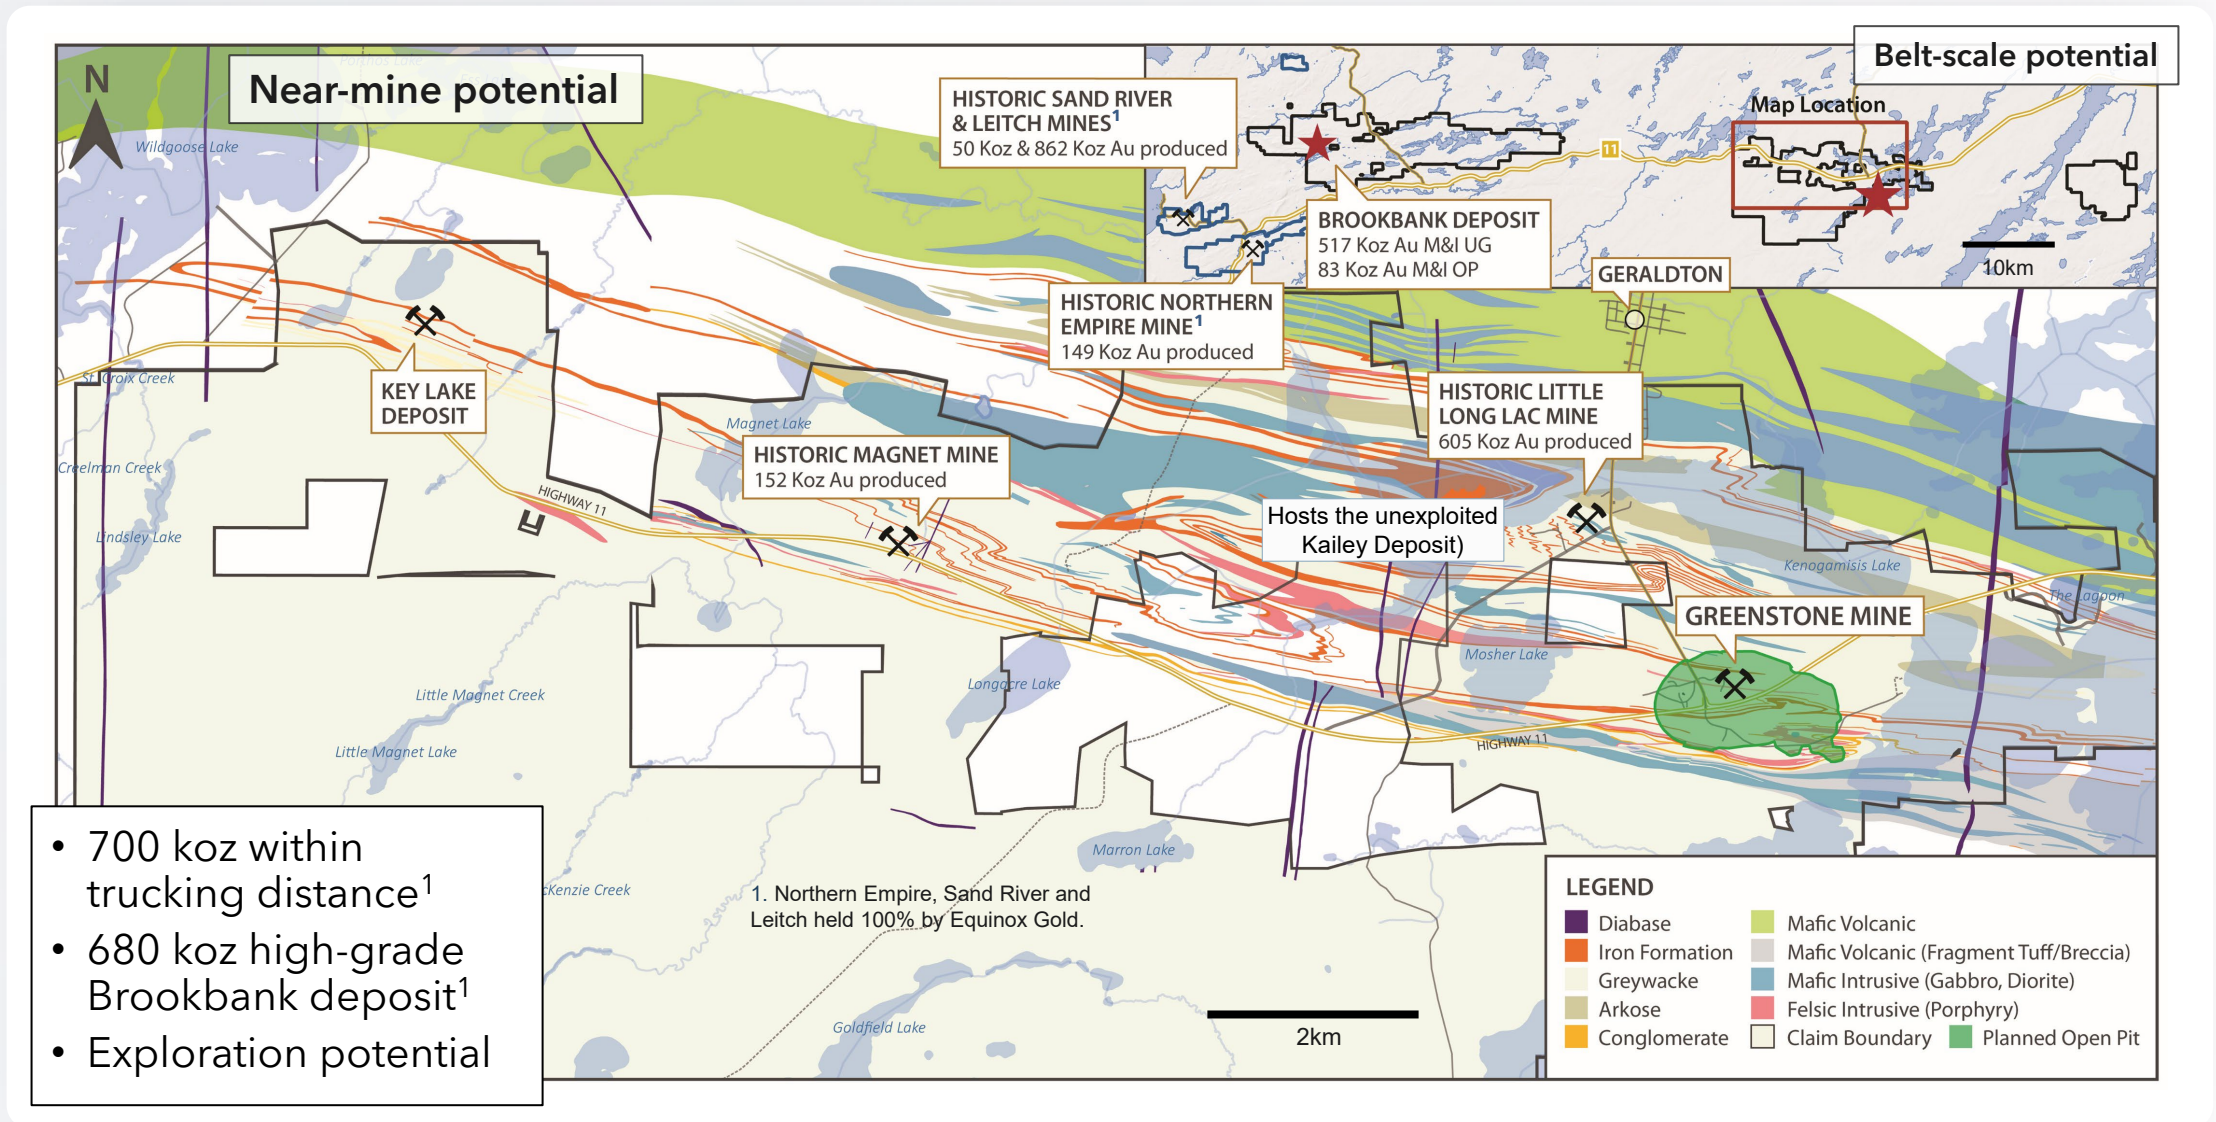 Near-mine potential
Belt-scale potential
N
Wildgoose Lake
HISTORIC SAND RIVER
& LEITCH MINES¹
50 Koz & 862 Koz Au produced
Map Location
11
BROOKBANK DEPOSIT
517 Koz Au M&I UG
83 Koz Au M&I OP
10km
GERALDTON
HISTORIC NORTHERN
EMPIRE MINE¹
149 Koz Au produced
St. Croix Creek
KEY LAKE
DEPOSIT
HISTORIC LITTLE
LONG LAC MINE
605 Koz Au produced
Magnet Lake
HISTORIC MAGNET MINE
152 Koz Au produced
Creelman Creek
HIGHWAY 11
Lindsley Lake
Hosts the unexploited
Kailey Deposit)
Kenogamisis Lake
The Lagoon
GREENSTONE MINE
Mosher Lake
Longacre Lake
Little Magnet Creek
Little Magnet Lake
HIGHWAY 11
Marron Lake
• 700 koz within
trucking distance¹
• 680 koz high-grade
Brookbank deposit¹
• Exploration potential
cKenzie Creek
1. Northern Empire, Sand River and
Leitch held 100% by Equinox Gold.
Goldfield Lake
2km
LEGEND
Diabase
Iron Formation
Greywacke
Arkose
Conglomerate
Mafic Volcanic
Mafic Volcanic (Fragment Tuff/Breccia)
Mafic Intrusive (Gabbro, Diorite)
Felsic Intrusive (Porphyry)
Claim Boundary
Planned Open Pit